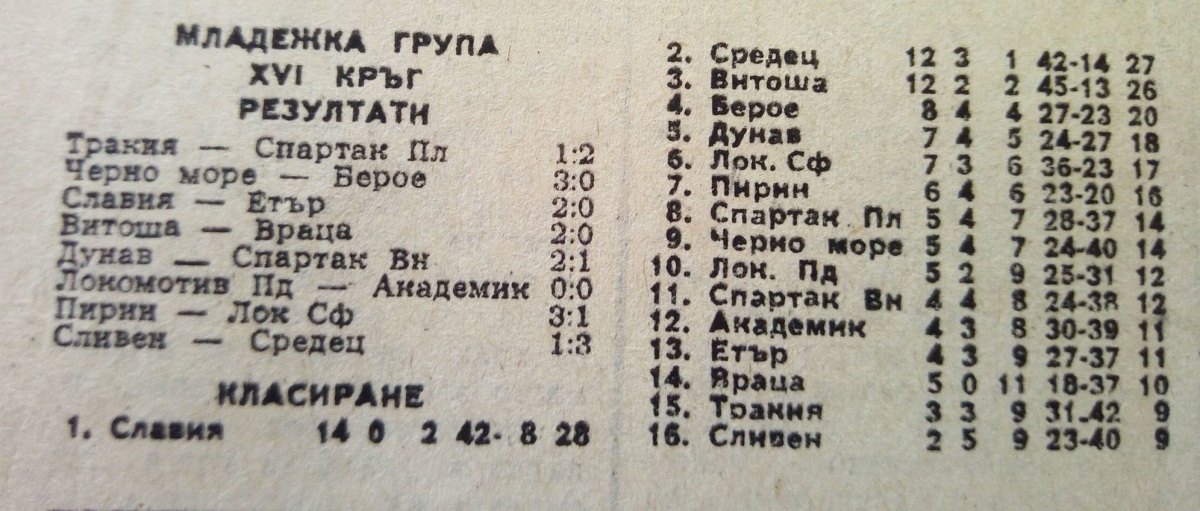 МЛАДЕЖКА ГРУПА
XVI КРЪГ
РЕЗУЛТАТИ
Тракия — Спартак Пл 1:2
Черно море — Берое 3:0
Славия — Етър 2:0
Витоша — Враца 2:0
Дунав — Спартак Вн 2:1
Локомотив Пд — Академик 0:0
Пирин — Лок Сф 3:1
Сливен — Средец 1:3
КЛАСИРАНЕ
1. Славия 14 0 2 42- 8 28
2. Средец 12 3 1 42-14 27
3. Витоша 12 2 2 45-13 26
4. Берое 8 4 4 27-23 20
5. Дунав 7 4 5 24-27 18
6. Лок. Сф 7 3 6 36-23 17
7. Пирин 6 4 6 23-20 16
8. Спартак Пл 5 4 7 28-37 14
9. Черно море 5 4 7 24-40 14
10. Лок. Пд 5 2 9 25-31 12
11. Спартак Вн 4 4 8 24-38 12
12. Академик 4 3 8 30-39 11
13. Етър 4 3 9 27-37 11
14. Враца 5 0 11 18-37 10
15. Тракия 3 3 9 31-42 9
16. Сливен 2 5 9 23-40 9